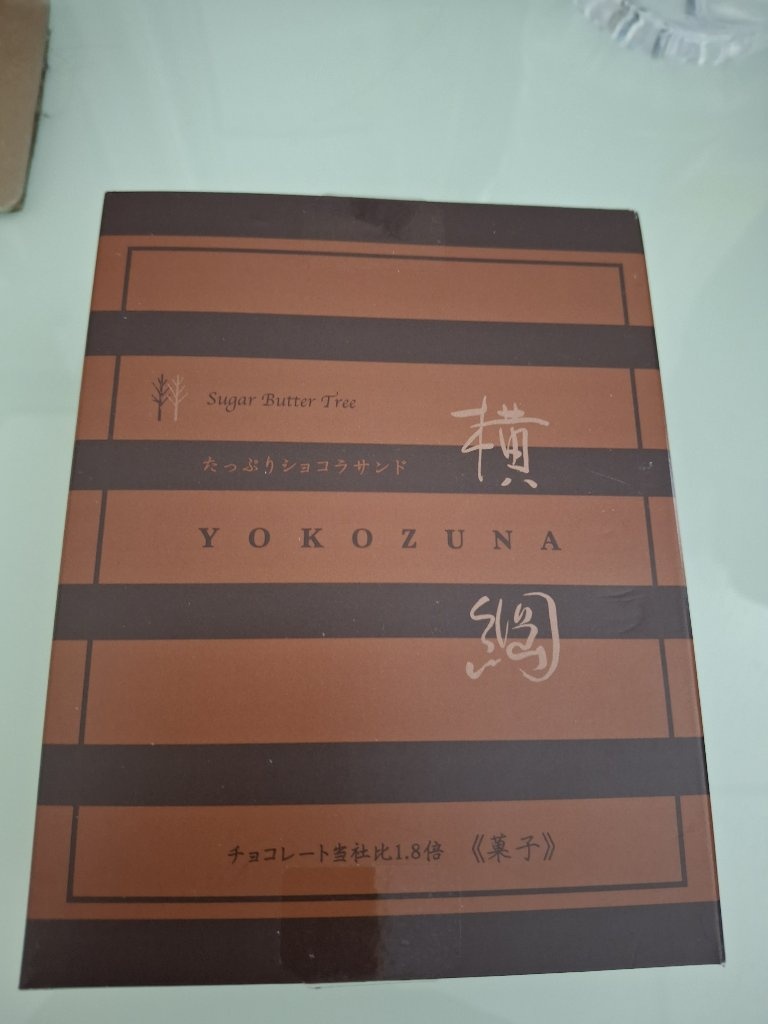 Sugar Butter Tree
たっぷりショコラサンド
横綱
YOKOZUNA
チョコレート当社比1.8倍 《菓子》